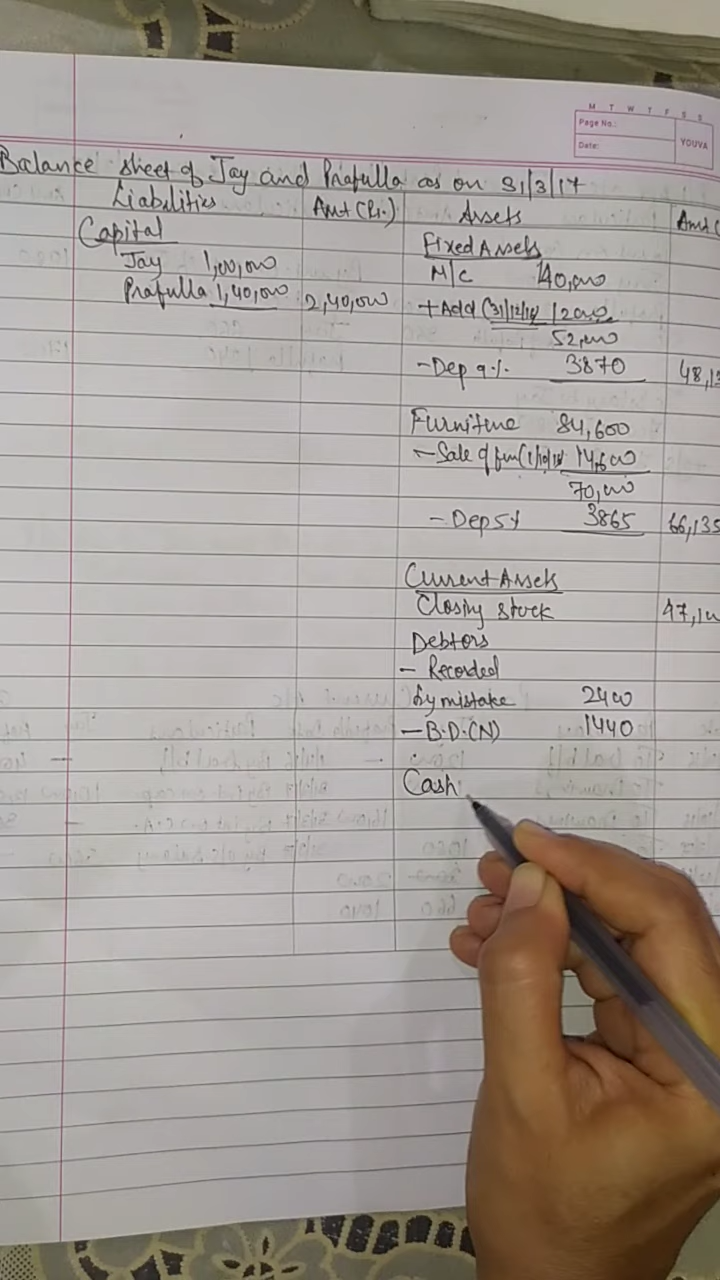 M T W T F S S
Page No.:
Date:
YOUVA
Balance sheet of Jay and Prafulla as on 31/3/17
Liabilities Amt (Rs.) Assets Amt (
Capital Fixed Assets
Jay 1,00,000 M/C 40,000
Prafulla 1,40,000 2,40,000 + Add (31/12/16 12000
52,000
- Dep 9% 3870 48,13
Furniture 84,600
- Sale of fur (1/10/16 14,600
70,000
- Dep 5% 3865 66,135
Current Assets
Closing stock 47,10
Debtors
- Recorded
by mistake 2400
- B.D.(N) 1440
Cash